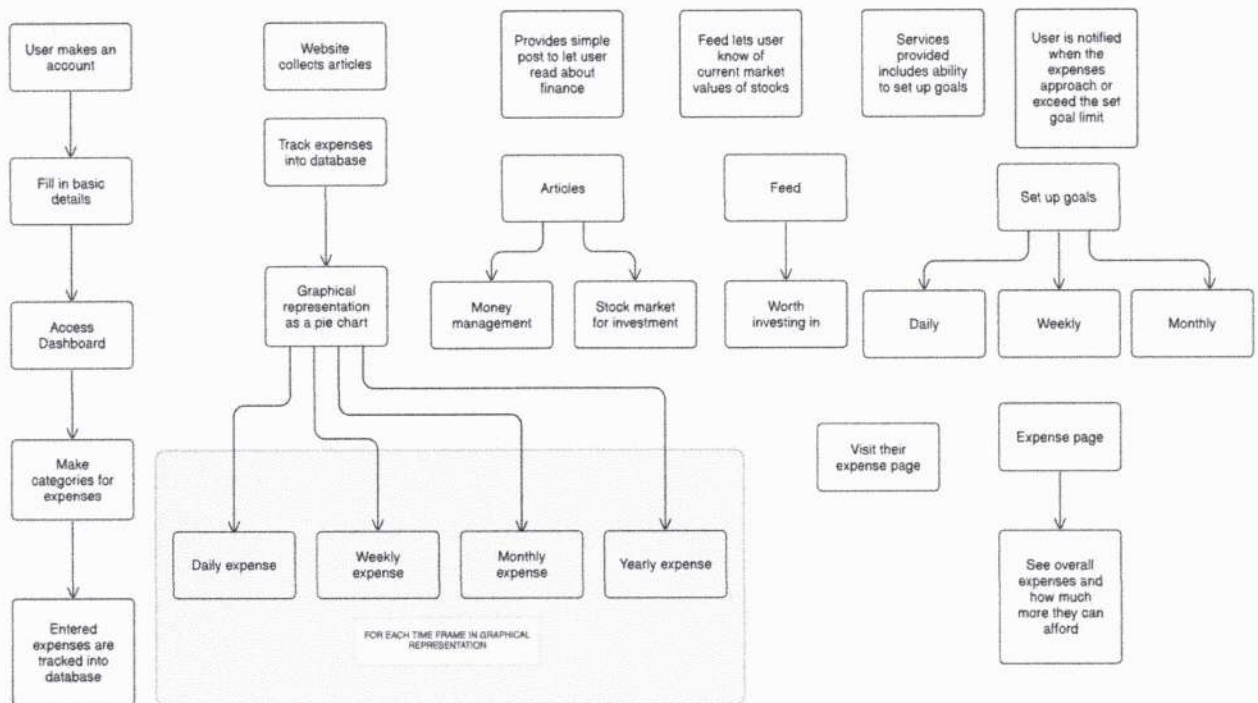 User makes an
account
Website
collects articles
Provides simple
post to let user
read about
finance
Feed lets user
know of
current market
values of stocks
Services
provided
includes ability
to set up goals
User is notified
when the
expenses
approach or
exceed the set
goal limit
Track expenses
into database
Fill in basic
details
Articles
Feed
Set up goals
Graphical
representation
as a pie chart
Money
management
Stock market
for investment
Worth
investing in
Daily
Weekly
Monthly
Access
Dashboard
Make
categories for
expenses
Visit their
expense page
Expense page
Daily expense
Weekly
expense
Monthly
expense
Yearly expense
See overall
expenses and
how much
more they can
afford
FOR EACH TIME FRAME IN GRAPHICAL
REPRESENTATION
Entered
expenses are
tracked into
database